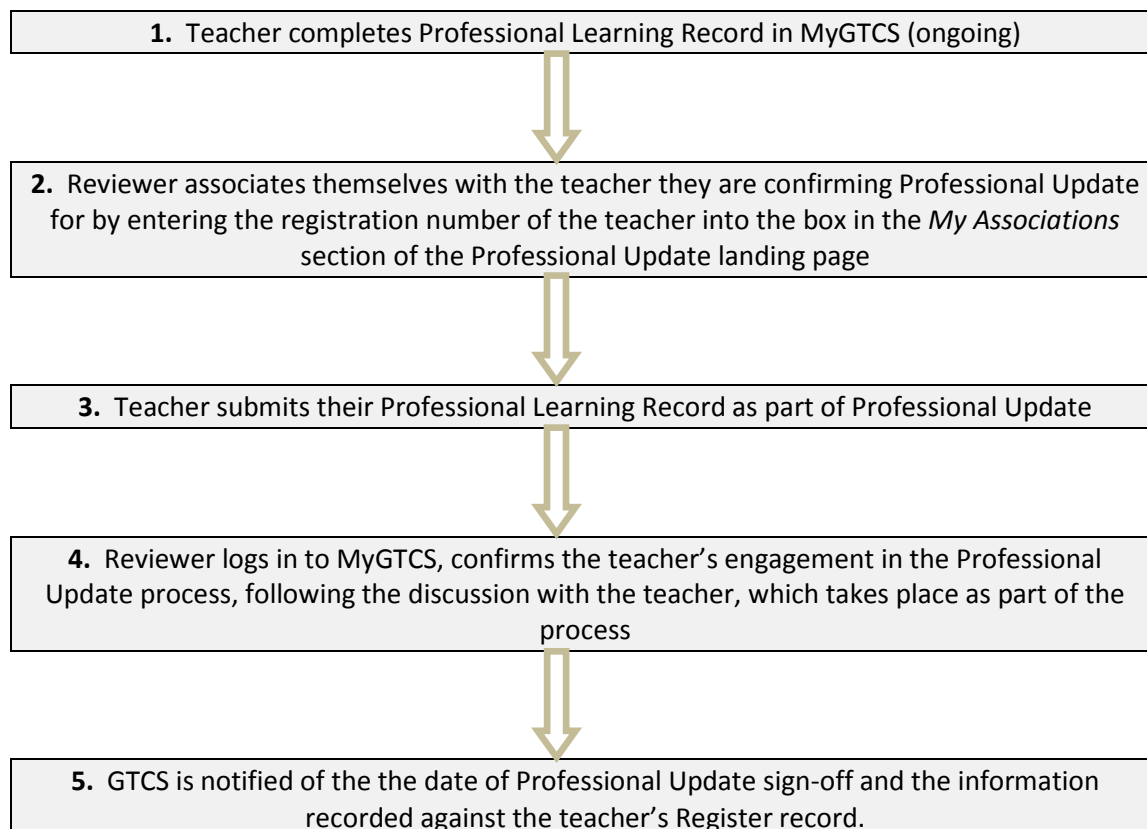 1. Teacher completes Professional Learning Record in MyGTCS (ongoing)
2. Reviewer associates themselves with the teacher they are confirming Professional Update
for by entering the registration number of the teacher into the box in the My Associations
section of the Professional Update landing page
3. Teacher submits their Professional Learning Record as part of Professional Update
4. Reviewer logs in to MyGTCS, confirms the teacher’s engagement in the Professional
Update process, following the discussion with the teacher, which takes place as part of the
process
5. GTCS is notified of the the date of Professional Update sign-off and the information
recorded against the teacher’s Register record.